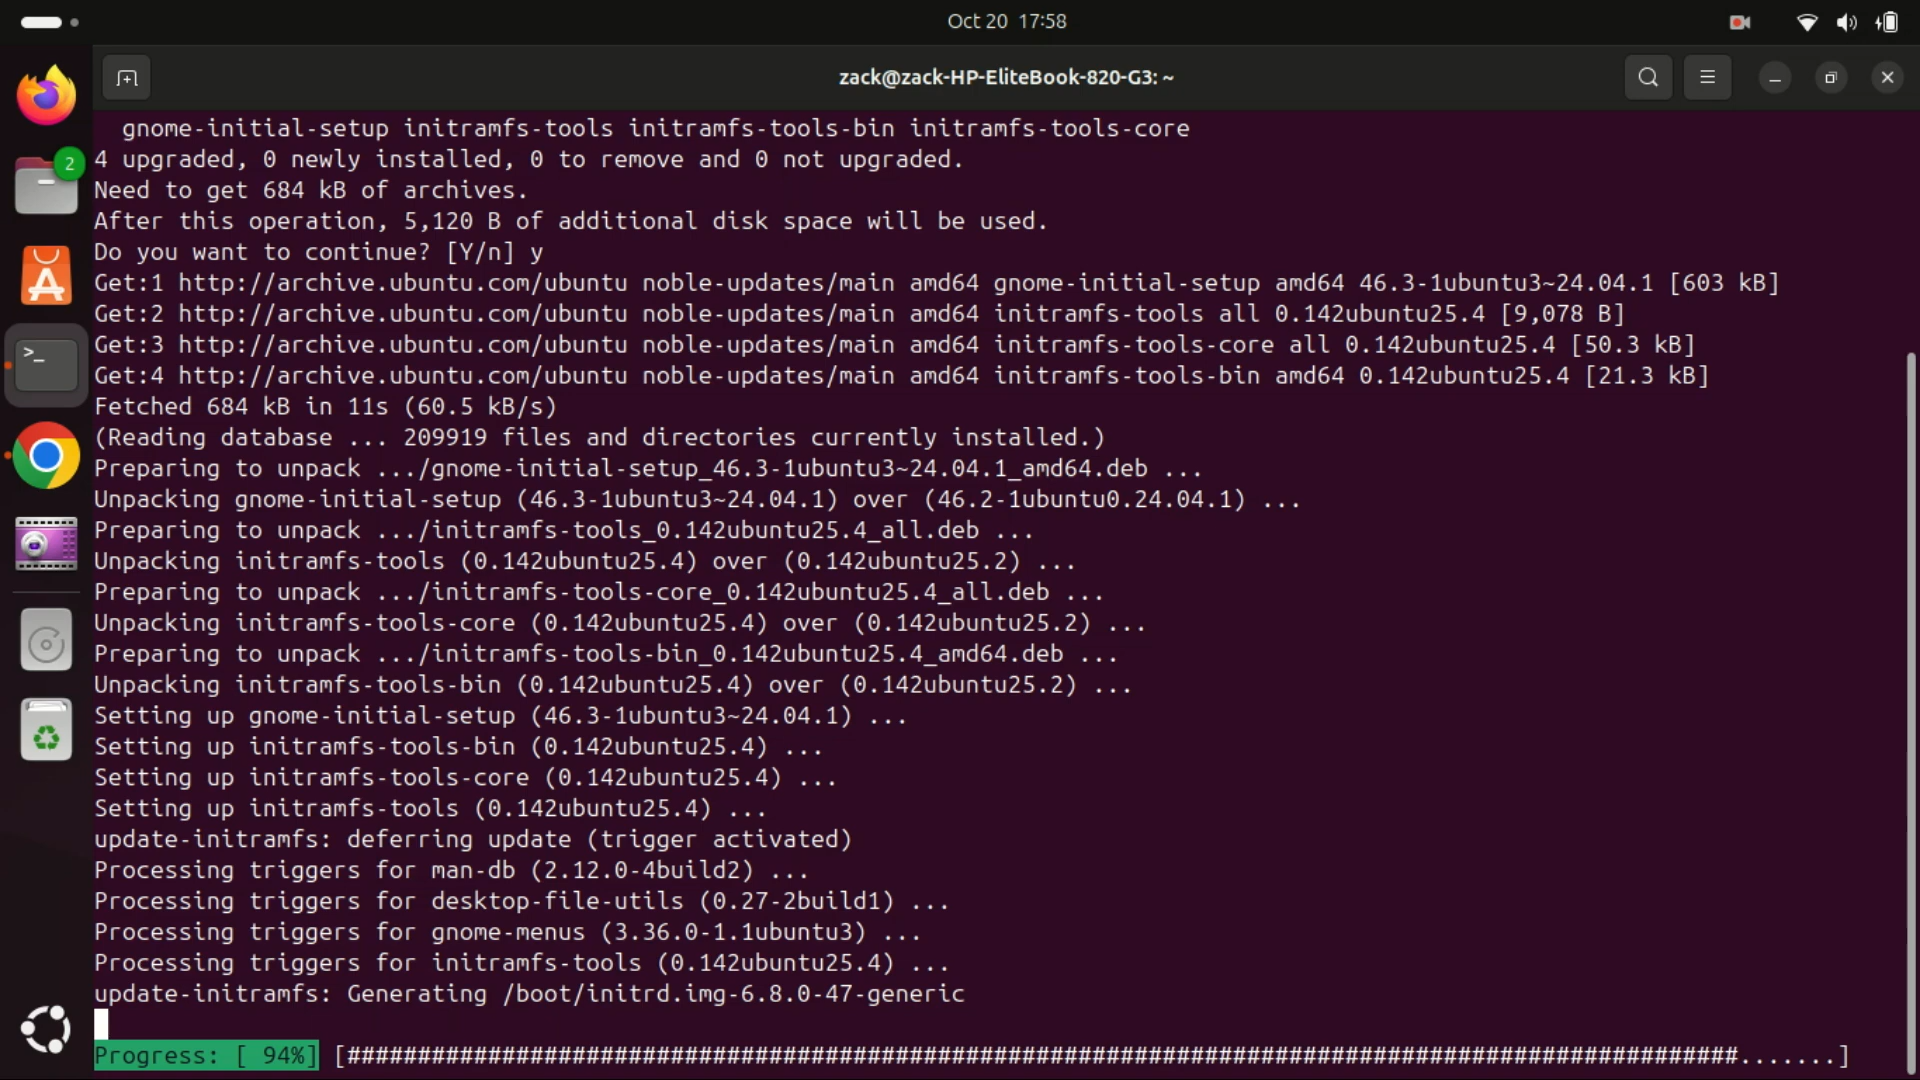 Oct 20 17:58
zack@zack-HP-EliteBook-820-G3: ~
2
gnome-initial-setup initramfs-tools initramfs-tools-bin initramfs-tools-core
4 upgraded, 0 newly installed, 0 to remove and 0 not upgraded.
Need to get 684 kB of archives.
After this operation, 5,120 B of additional disk space will be used.
Do you want to continue? [Y/n] y
Get:1 http://archive.ubuntu.com/ubuntu noble-updates/main amd64 gnome-initial-setup amd64 46.3-1ubuntu3~24.04.1 [603 kB]
Get:2 http://archive.ubuntu.com/ubuntu noble-updates/main amd64 initramfs-tools all 0.142ubuntu25.4 [9,078 B]
Get:3 http://archive.ubuntu.com/ubuntu noble-updates/main amd64 initramfs-tools-core all 0.142ubuntu25.4 [50.3 kB]
Get:4 http://archive.ubuntu.com/ubuntu noble-updates/main amd64 initramfs-tools-bin amd64 0.142ubuntu25.4 [21.3 kB]
Fetched 684 kB in 11s (60.5 kB/s)
(Reading database ... 209919 files and directories currently installed.)
Preparing to unpack .../gnome-initial-setup_46.3-1ubuntu3~24.04.1_amd64.deb ...
Unpacking gnome-initial-setup (46.3-1ubuntu3~24.04.1) over (46.2-1ubuntu0.24.04.1) ...
Preparing to unpack .../initramfs-tools_0.142ubuntu25.4_all.deb ...
Unpacking initramfs-tools (0.142ubuntu25.4) over (0.142ubuntu25.2) ...
Preparing to unpack .../initramfs-tools-core_0.142ubuntu25.4_all.deb ...
Unpacking initramfs-tools-core (0.142ubuntu25.4) over (0.142ubuntu25.2) ...
Preparing to unpack .../initramfs-tools-bin_0.142ubuntu25.4_amd64.deb ...
Unpacking initramfs-tools-bin (0.142ubuntu25.4) over (0.142ubuntu25.2) ...
Setting up gnome-initial-setup (46.3-1ubuntu3~24.04.1) ...
Setting up initramfs-tools-bin (0.142ubuntu25.4) ...
Setting up initramfs-tools-core (0.142ubuntu25.4) ...
Setting up initramfs-tools (0.142ubuntu25.4) ...
update-initramfs: deferring update (trigger activated)
Processing triggers for man-db (2.12.0-4build2) ...
Processing triggers for desktop-file-utils (0.27-2build1) ...
Processing triggers for gnome-menus (3.36.0-1.1ubuntu3) ...
Processing triggers for initramfs-tools (0.142ubuntu25.4) ...
update-initramfs: Generating /boot/initrd.img-6.8.0-47-generic
Progress: [ 94%] [###################################################################################################.......]